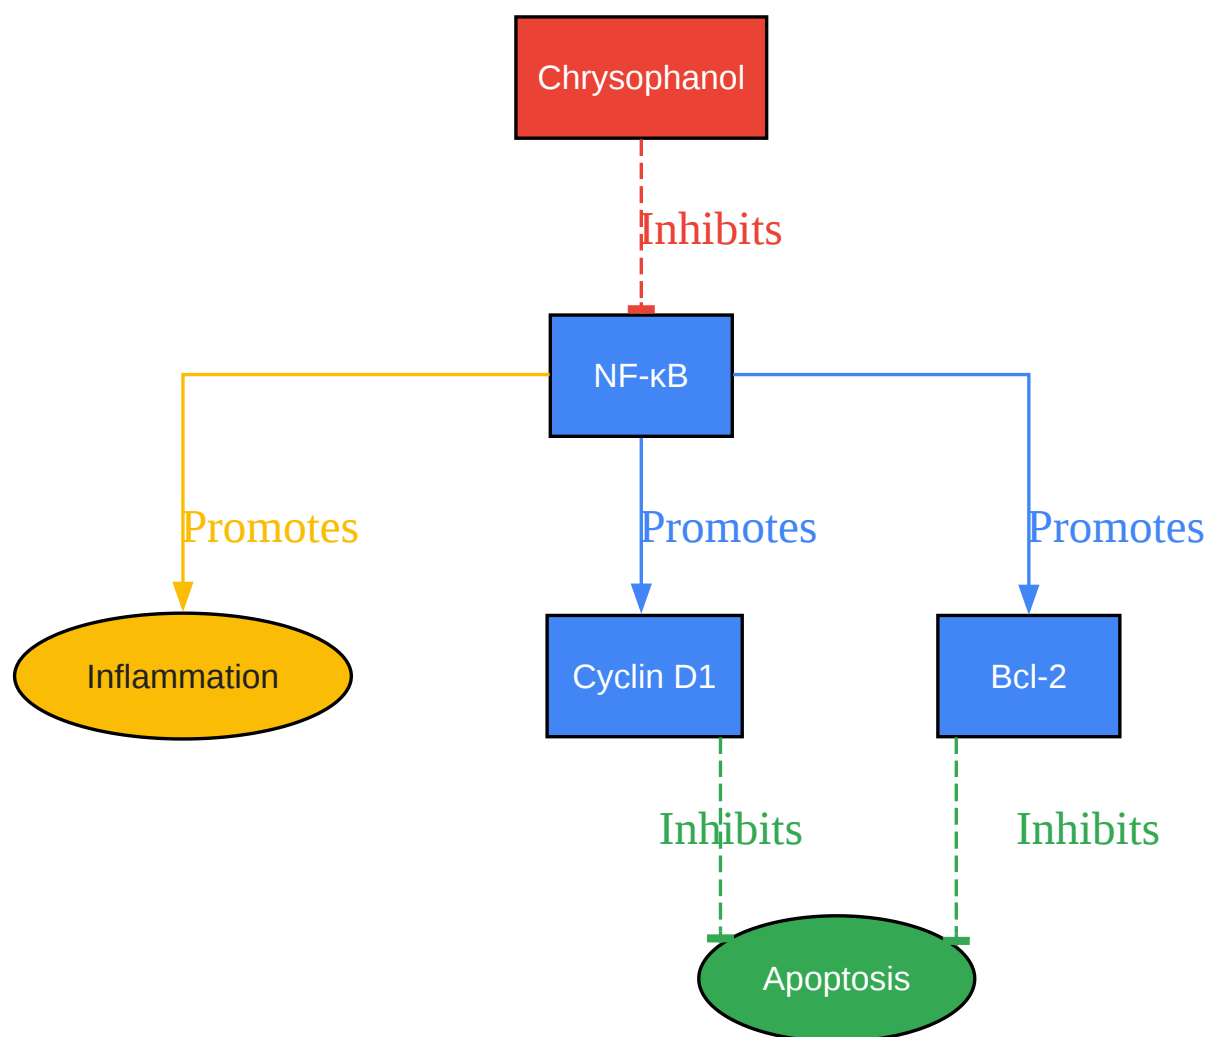 Chrysophanol
Inhibits
NF-κB
Promotes
Promotes
Promotes
Inflammation
Cyclin D1
Bcl-2
Inhibits
Inhibits
Apoptosis